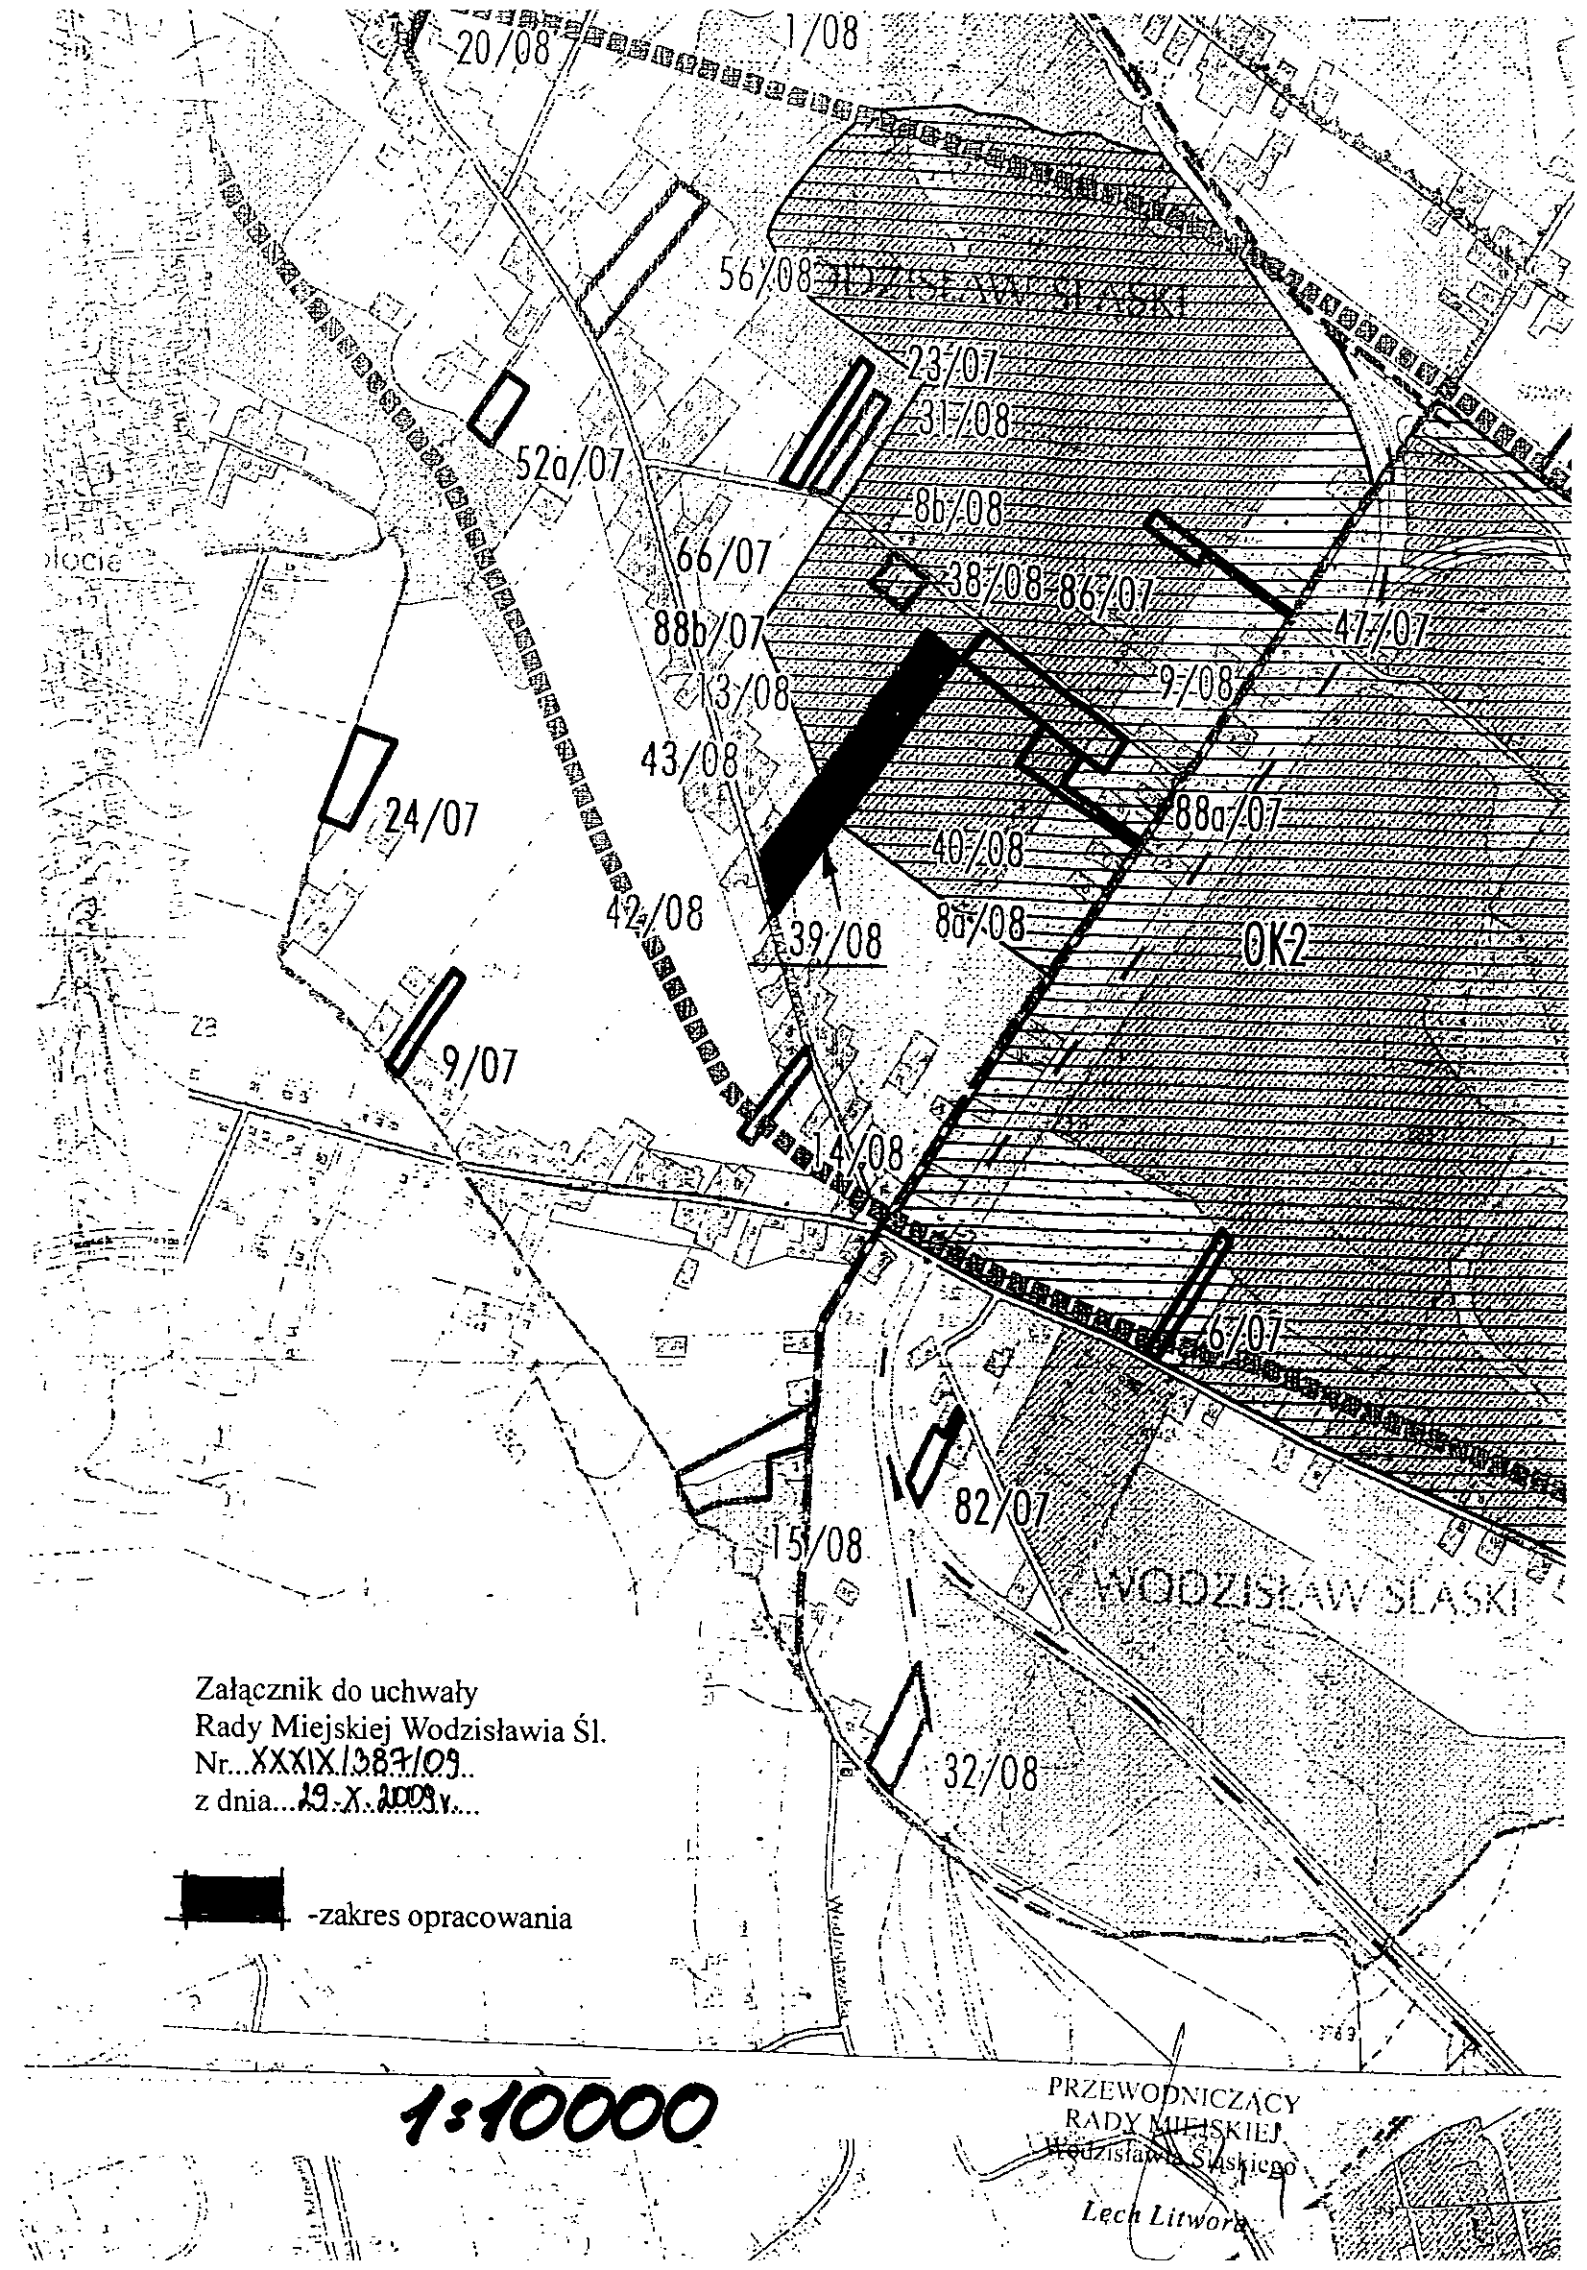 20/08
1/08
56/08
WODZISŁAW ŚLĄSKI
23/07
31/08
52a/07
8b/08
66/07
38/08 86/07
88b/07
47/07
13/08
9/08
43/08
24/07
88a/07
40/08
42/08
8a/08
39/08
OK2
9/07
14/08
6/07
82/07
15/08
WODZISŁAW ŚLĄSKI
Załącznik do uchwały
Rady Miejskiej Wodzisławia Śl.
Nr...XXXIX/387/09..
z dnia...29.X.2009r....
32/08
-zakres opracowania
Wodzisławska
1:10000
PRZEWODNICZĄCY
RADY MIEJSKIEJ
Wodzisławia Śląskiego
Lech Litwora